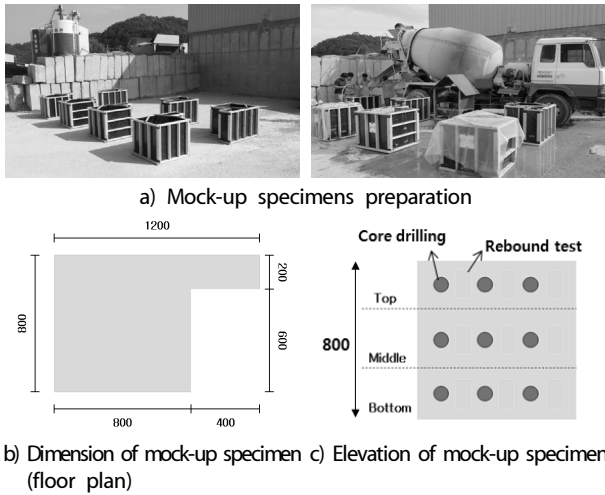 a) Mock-up specimens preparation
1200
200
800
600
800
400
Core drilling
Rebound test
Top
800
Middle
Bottom
b) Dimension of mock-up specimen c) Elevation of mock-up specimen
(floor plan)